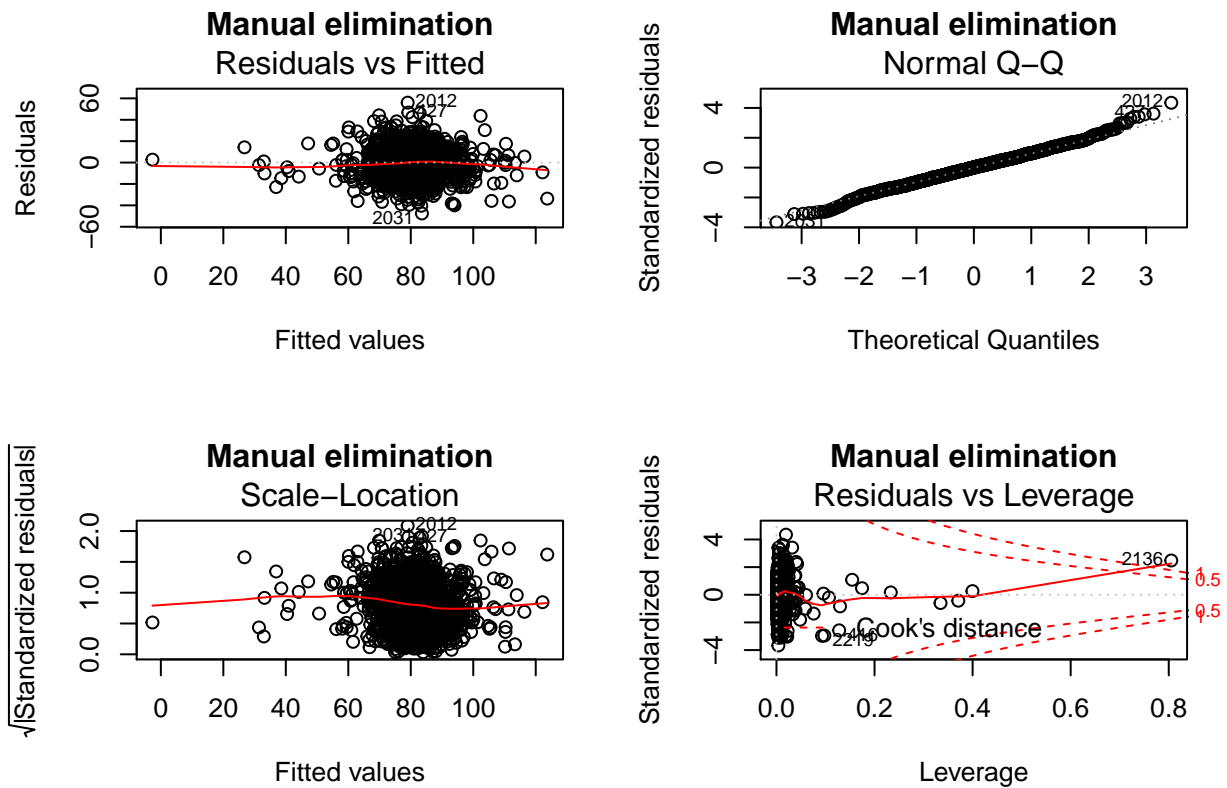 Manual elimination
Residuals vs Fitted
Residuals
60
0
−60
2012
427
2031
0 20 40 60 80 100
Fitted values
Manual elimination
Normal Q−Q
Standardized residuals
4
0
−4
2012
0 
−3 −2 −1 0 1 2 3
Theoretical Quantiles
Manual elimination
Scale−Location
√|Standardized residuals|
2.0
1.0
0.0
2012
0 20 40 60 80 100
Fitted values
Manual elimination
Residuals vs Leverage
Standardized residuals
4
0
−4
2136
1
0.5
0.5
1
Cook's distance
2219
0.0 0.2 0.4 0.6 0.8
Leverage